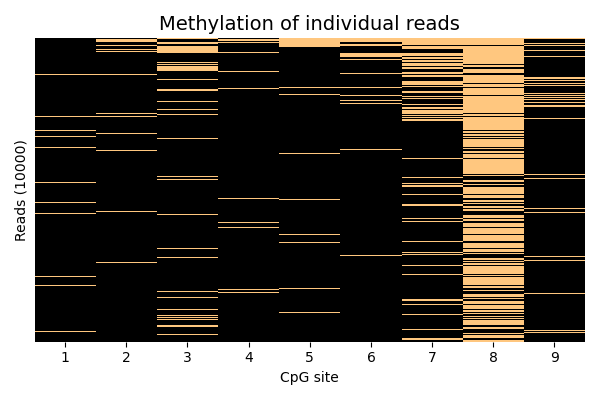 Methylation of individual reads
Reads (10000)
1 2 3 4 5 6 7 8 9
CpG site